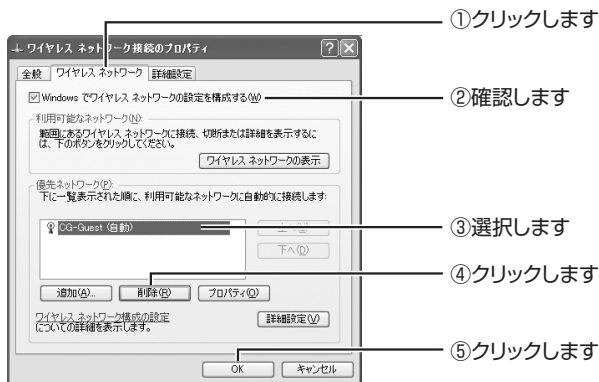 ①クリックします
ワイヤレス ネットワーク接続のプロパティ
全般 ワイヤレス ネットワーク 詳細設定
Windows でワイヤレス ネットワークの設定を構成する(W)
②確認します
利用可能なネットワーク(N):
範囲にあるワイヤレス ネットワークに接続、切断または詳細を表示するに
は、下のボタンをクリックしてください。
ワイヤレス ネットワークの表示
優先ネットワーク(P):
下に一覧表示された順に、利用可能なネットワークに自動的に接続します:
CG-Guest (自動)
③選択します
下へ(D)
④クリックします
追加(A)... 削除(R) プロパティ(O)
ワイヤレス ネットワーク構成の設定
についての詳細を表示します。
詳細設定(V)
⑤クリックします
OK キャンセル